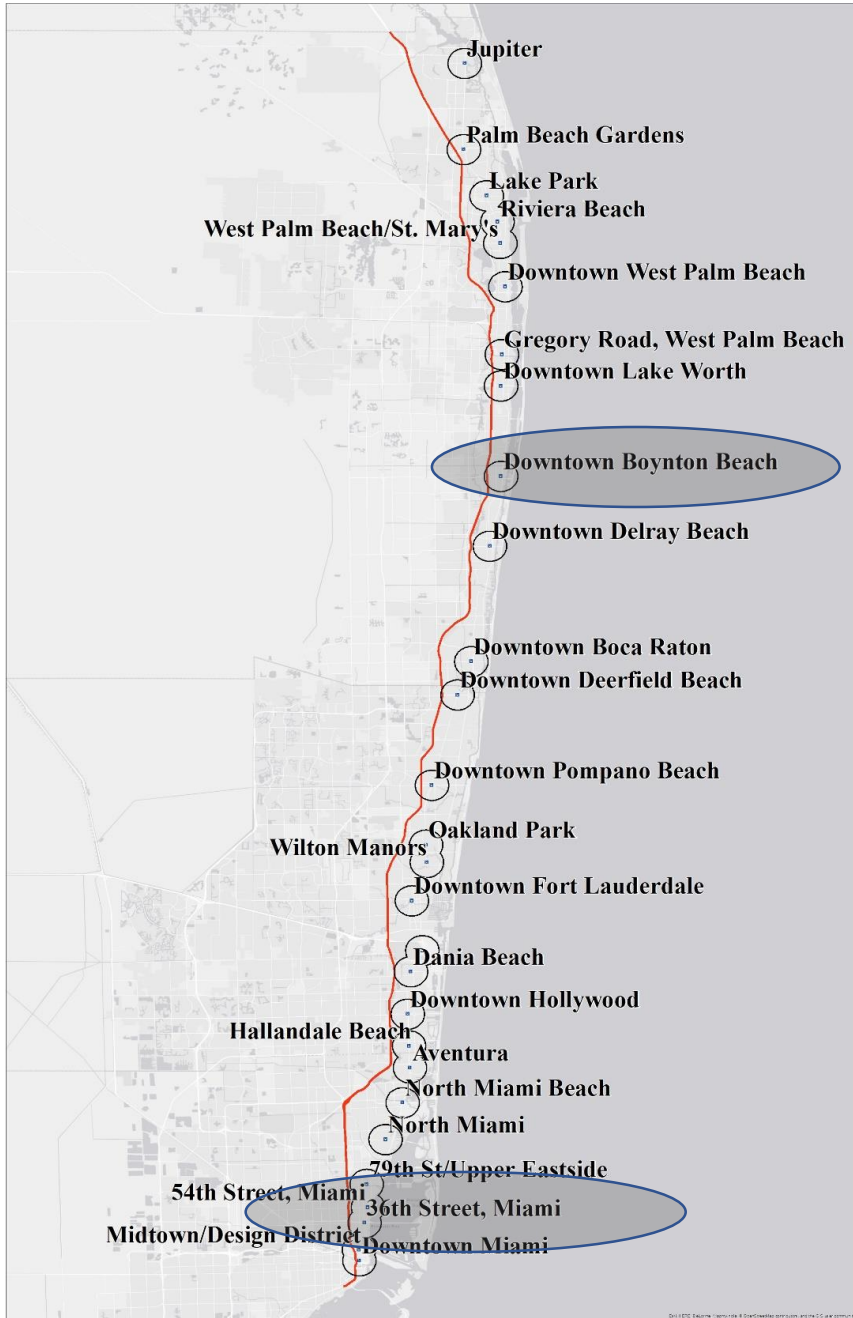 Jupiter
Palm Beach Gardens
Lake Park
Riviera Beach
West Palm Beach/St. Mary's
Downtown West Palm Beach
Gregory Road, West Palm Beach
Downtown Lake Worth
Downtown Boynton Beach
Downtown Delray Beach
Downtown Boca Raton
Downtown Deerfield Beach
Downtown Pompano Beach
Oakland Park
Wilton Manors
Downtown Fort Lauderdale
Dania Beach
Downtown Hollywood
Hallandale Beach
Aventura
North Miami Beach
North Miami
79th St/Upper Eastside
54th Street, Miami
36th Street, Miami
Midtown/Design District
Downtown Miami